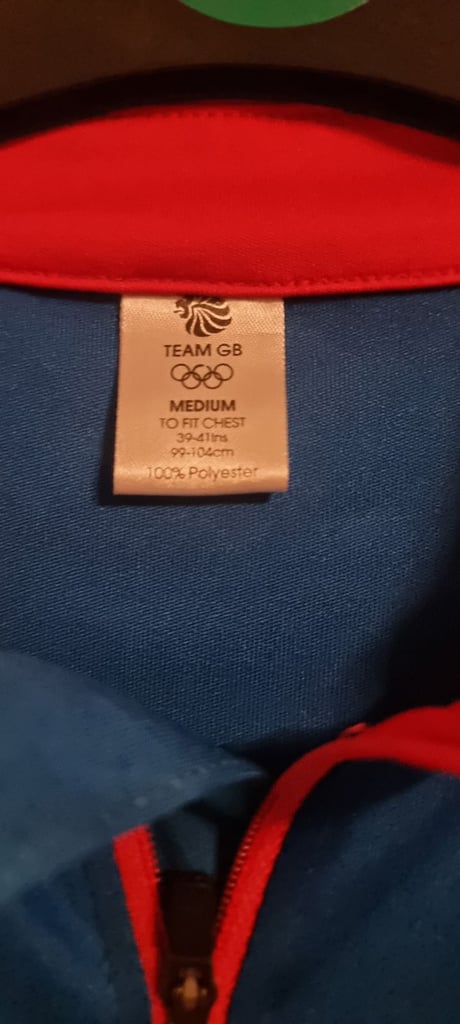 TEAM GB
MEDIUM
TO FIT CHEST
39-41ins
99-104cm
100% Polyester